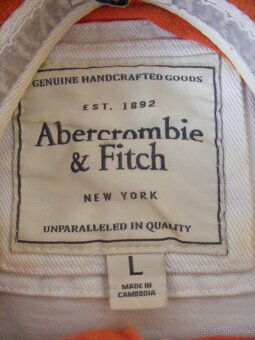 GENUINE HANDCRAFTED GOODS
EST. 1892
Abercrombie
& Fitch
NEW YORK
UNPARALLELED IN QUALITY
L
MADE IN
CAMBODIA